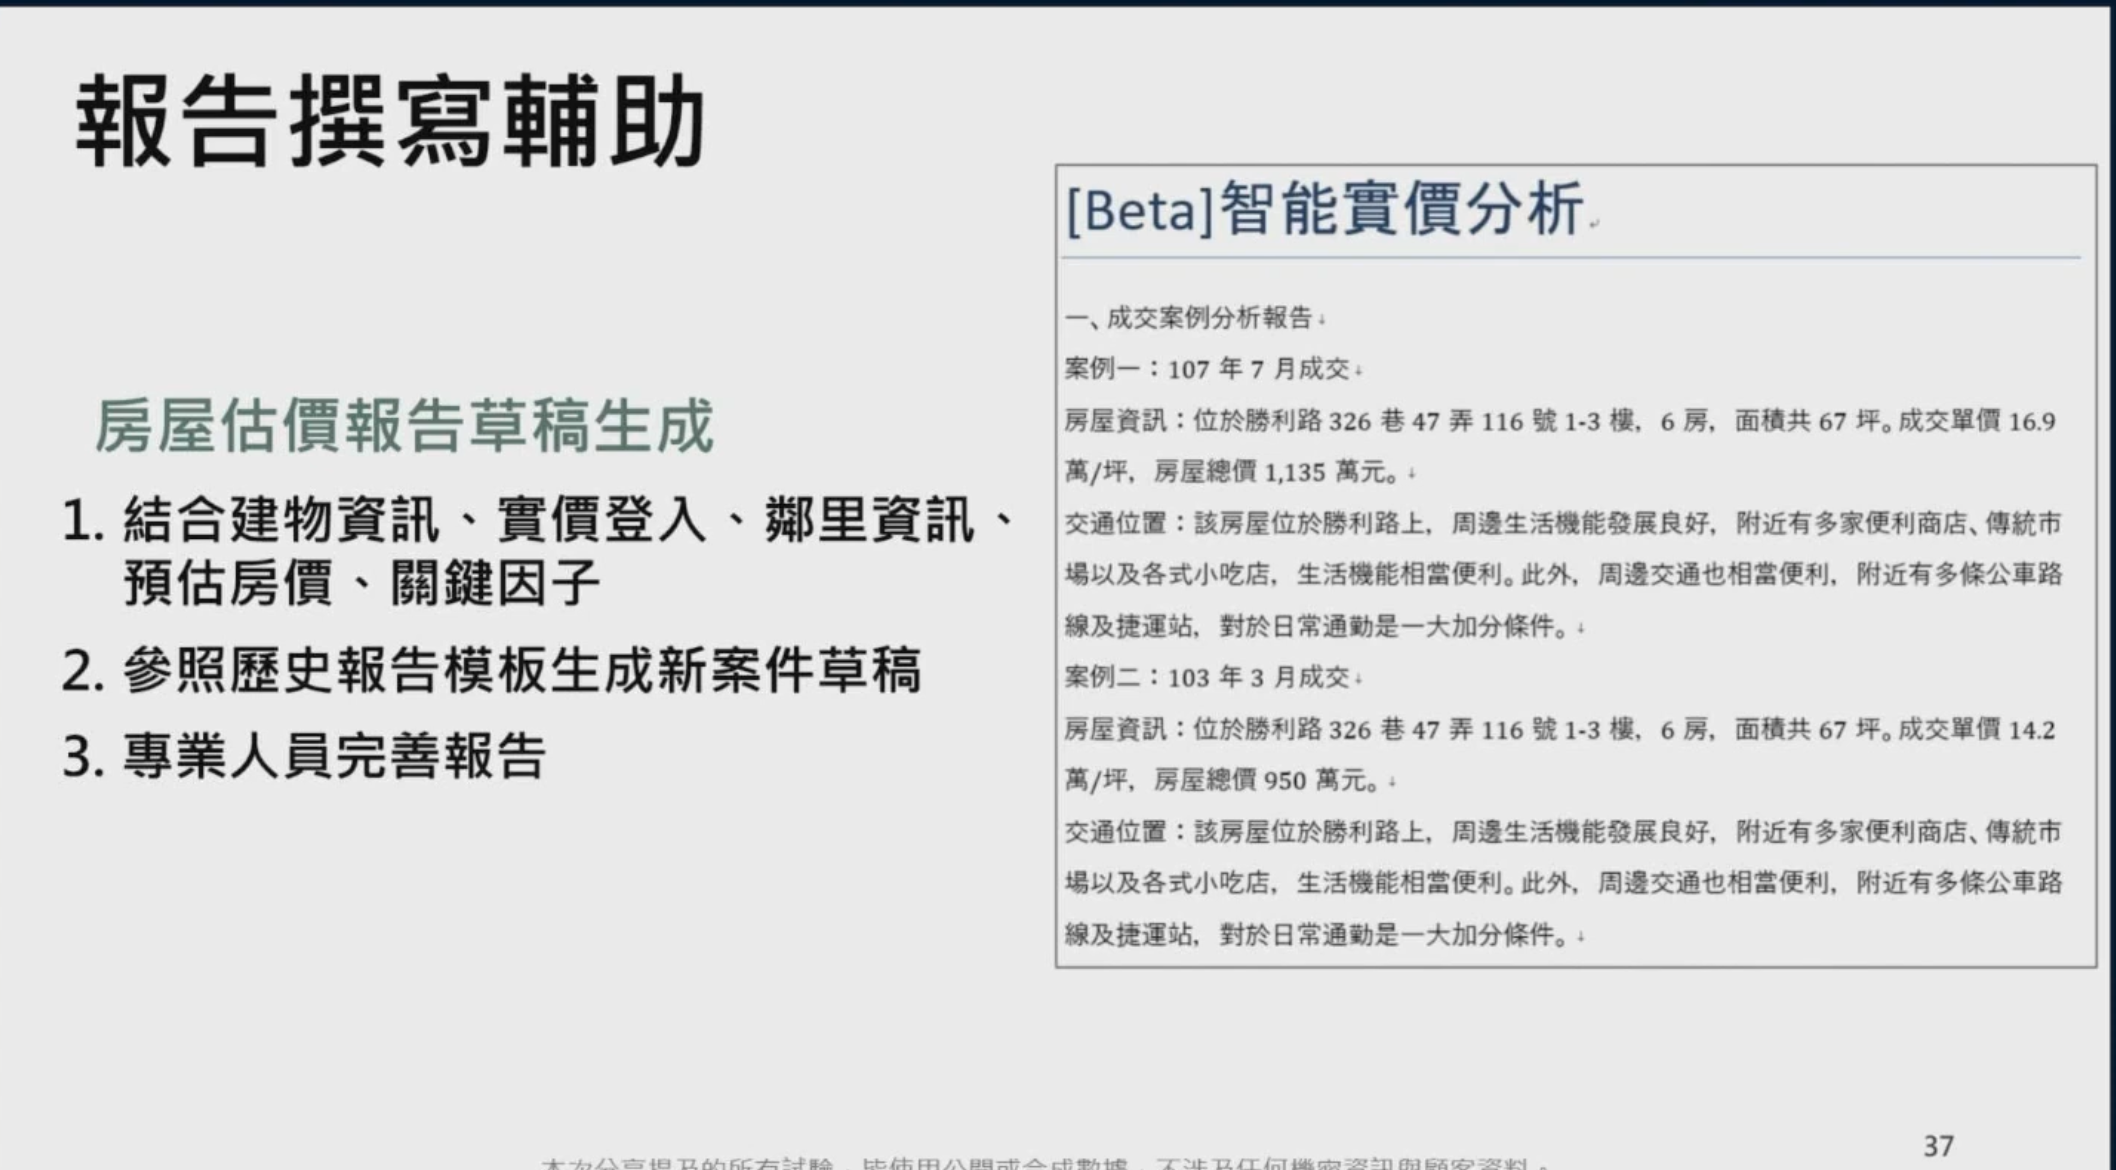 報告撰寫輔助
房屋估價報告草稿生成
1. 結合建物資訊、實價登入、鄰里資訊、
預估房價、關鍵因子
2. 參照歷史報告模板生成新案件草稿
3. 專業人員完善報告
[Beta]智能實價分析
一、成交案例分析報告
案例一：107 年 7 月成交
房屋資訊：位於勝利路 326 巷 47 弄 116 號 1-3 樓，6 房，面積共 67 坪。成交單價 16.9
萬/坪，房屋總價 1,135 萬元。
交通位置：該房屋位於勝利路上，周邊生活機能發展良好，附近有多家便利商店、傳統市
場以及各式小吃店，生活機能相當便利。此外，周邊交通也相當便利，附近有多條公車路
線及捷運站，對於日常通勤是一大加分條件。
案例二：103 年 3 月成交
房屋資訊：位於勝利路 326 巷 47 弄 116 號 1-3 樓，6 房，面積共 67 坪。成交單價 14.2
萬/坪，房屋總價 950 萬元。
交通位置：該房屋位於勝利路上，周邊生活機能發展良好，附近有多家便利商店、傳統市
場以及各式小吃店，生活機能相當便利。此外，周邊交通也相當便利，附近有多條公車路
線及捷運站，對於日常通勤是一大加分條件。
37
本次分享提及的所有試驗，皆使用公開或合成數據，不涉及任何機密資訊與顧客資料。